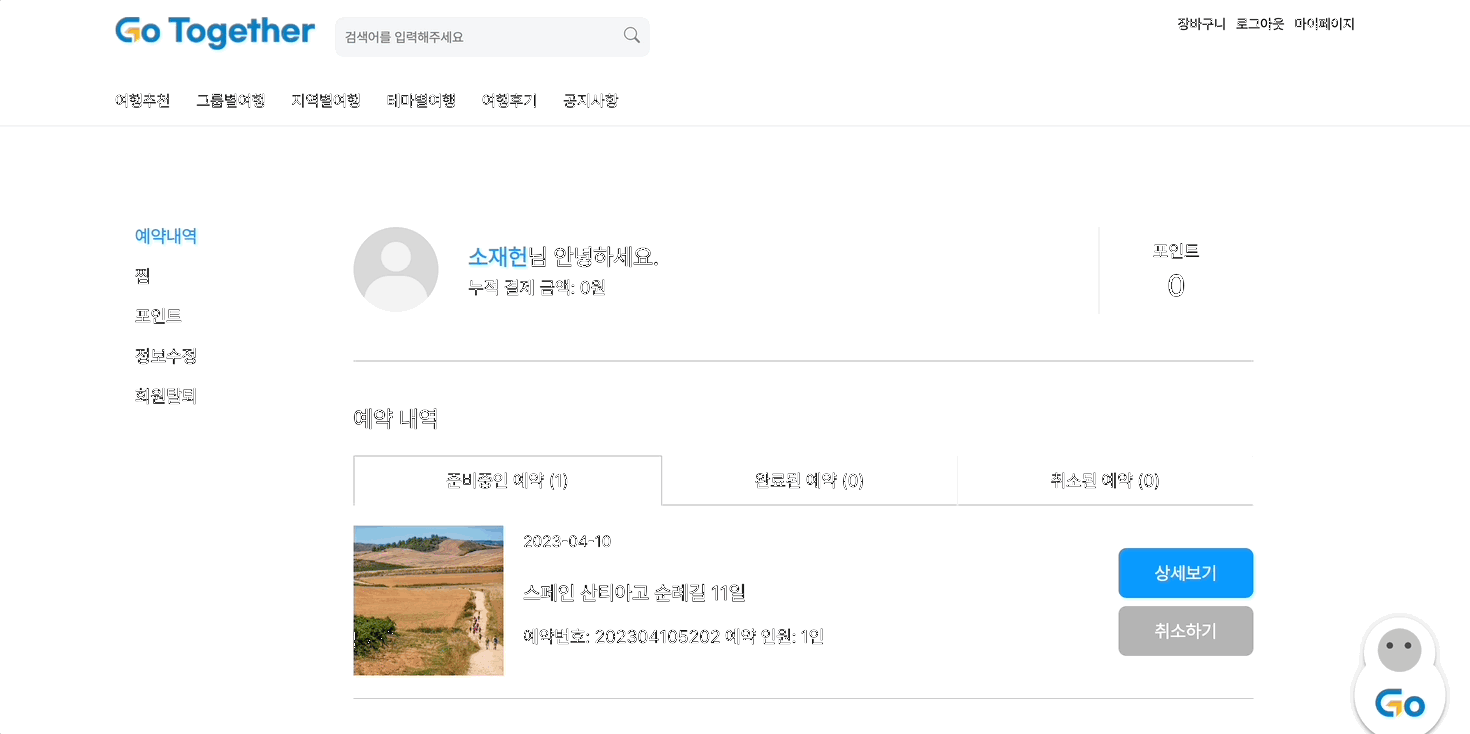 Go Together
검색어를 입력해주세요
장바구니 로그아웃 마이페이지
여행추천 그룹별여행 지역별여행 테마별여행 여행후기 공지사항
예약내역
찜
포인트
정보수정
회원탈퇴
소재헌님 안녕하세요.
누적 결제 금액: 0원
포인트
0
예약 내역
준비중인 예약 (1) 완료된 예약 (0) 취소된 예약 (0)
2023-04-10
스페인 산티아고 순례길 11일
예약번호: 202304105202 예약 인원: 1인
상세보기
취소하기
Go